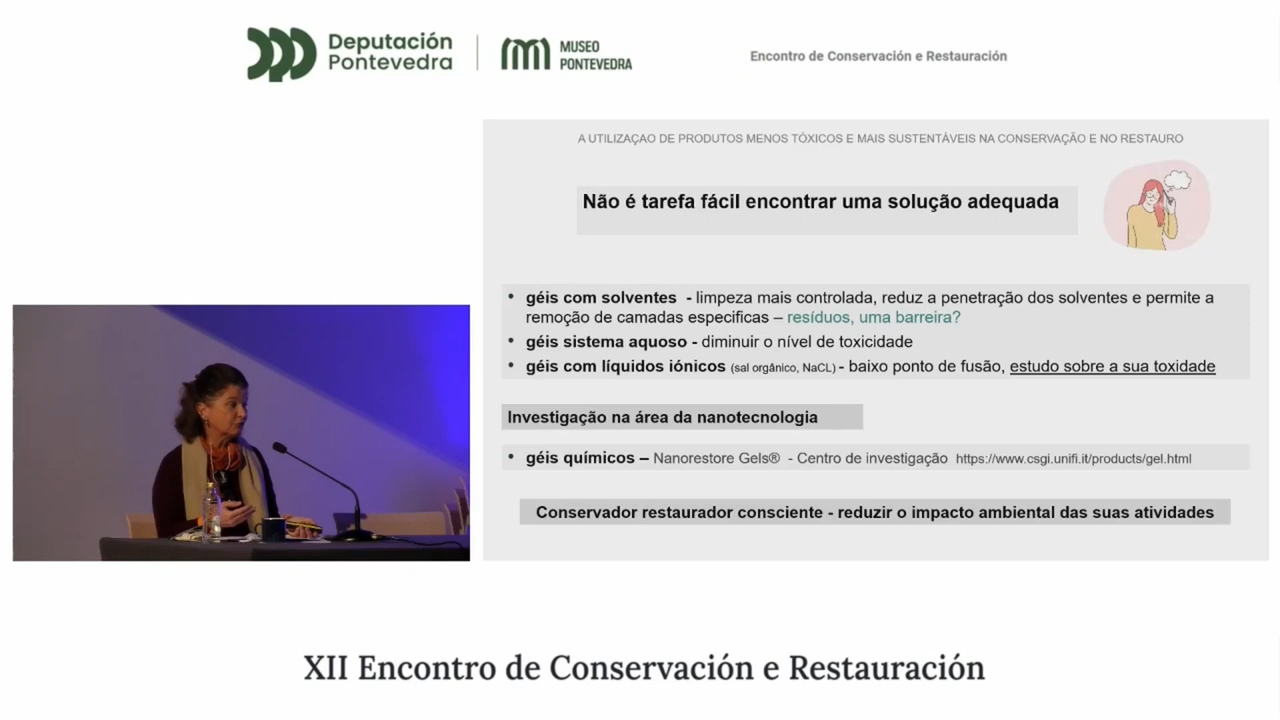 Deputación
Pontevedra
MUSEO
PONTEVEDRA
Encontro de Conservación e Restauración
A UTILIZAÇAO DE PRODUTOS MENOS TÓXICOS E MAIS SUSTENTÁVEIS NA CONSERVAÇÃO E NO RESTAURO
Não é tarefa fácil encontrar uma solução adequada
• géis com solventes - limpeza mais controlada, reduz a penetração dos solventes e permite a
remoção de camadas especificas – resíduos, uma barreira?
• géis sistema aquoso - diminuir o nível de toxicidade
• géis com líquidos iónicos (sal orgânico, NaCL) - baixo ponto de fusão, estudo sobre a sua toxidade
Investigação na área da nanotecnologia
• géis químicos – Nanorestore Gels® - Centro de investigação https://www.csgi.unifi.it/products/gel.html
Conservador restaurador consciente - reduzir o impacto ambiental das suas atividades
XII Encontro de Conservación e Restauración